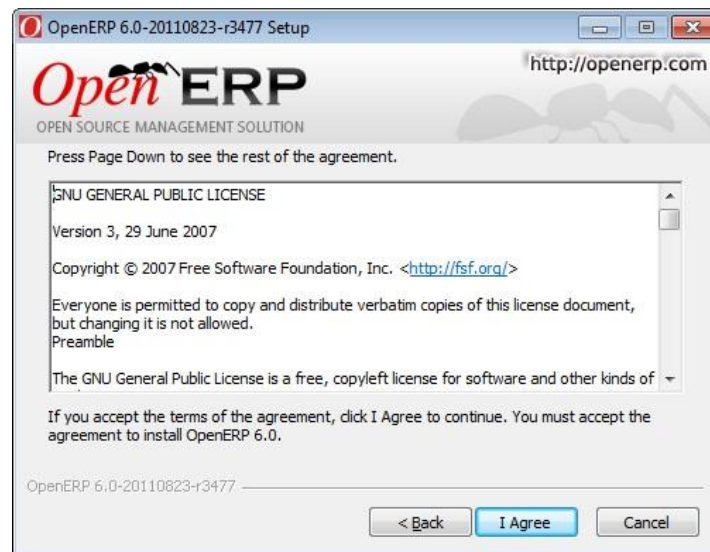 OpenERP 6.0-20110823-r3477 Setup
http://openerp.com
Open ERP
OPEN SOURCE MANAGEMENT SOLUTION
Press Page Down to see the rest of the agreement.
GNU GENERAL PUBLIC LICENSE
Version 3, 29 June 2007
Copyright © 2007 Free Software Foundation, Inc. <http://fsf.org/>
Everyone is permitted to copy and distribute verbatim copies of this license document,
but changing it is not allowed.
Preamble
The GNU General Public License is a free, copyleft license for software and other kinds of
If you accept the terms of the agreement, click I Agree to continue. You must accept the
agreement to install OpenERP 6.0.
OpenERP 6.0-20110823-r3477
< Back
I Agree
Cancel